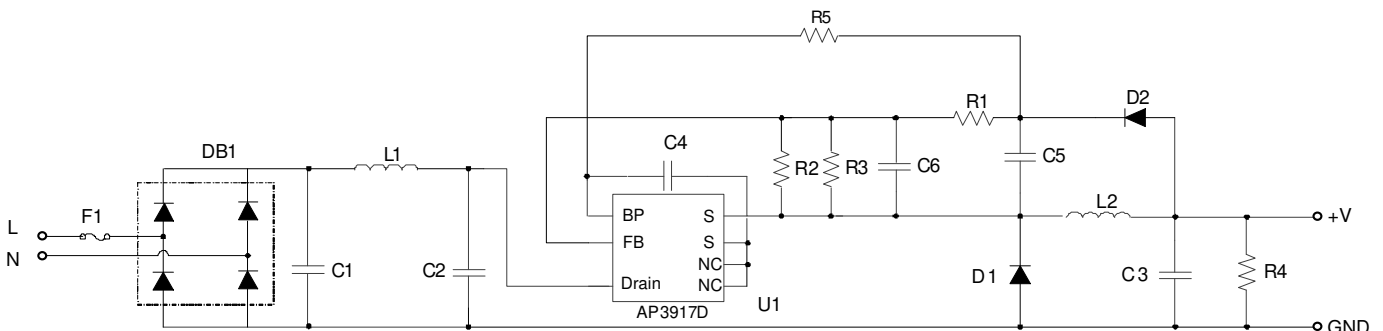 R5
R1
D2
DB1
L1
C4
R2
R3
C6
C5
L2
F1
L
N
BP
S
FB
S
NC
Drain
NC
+V
C1
C2
D1
C3
R4
U1
AP3917D
GND